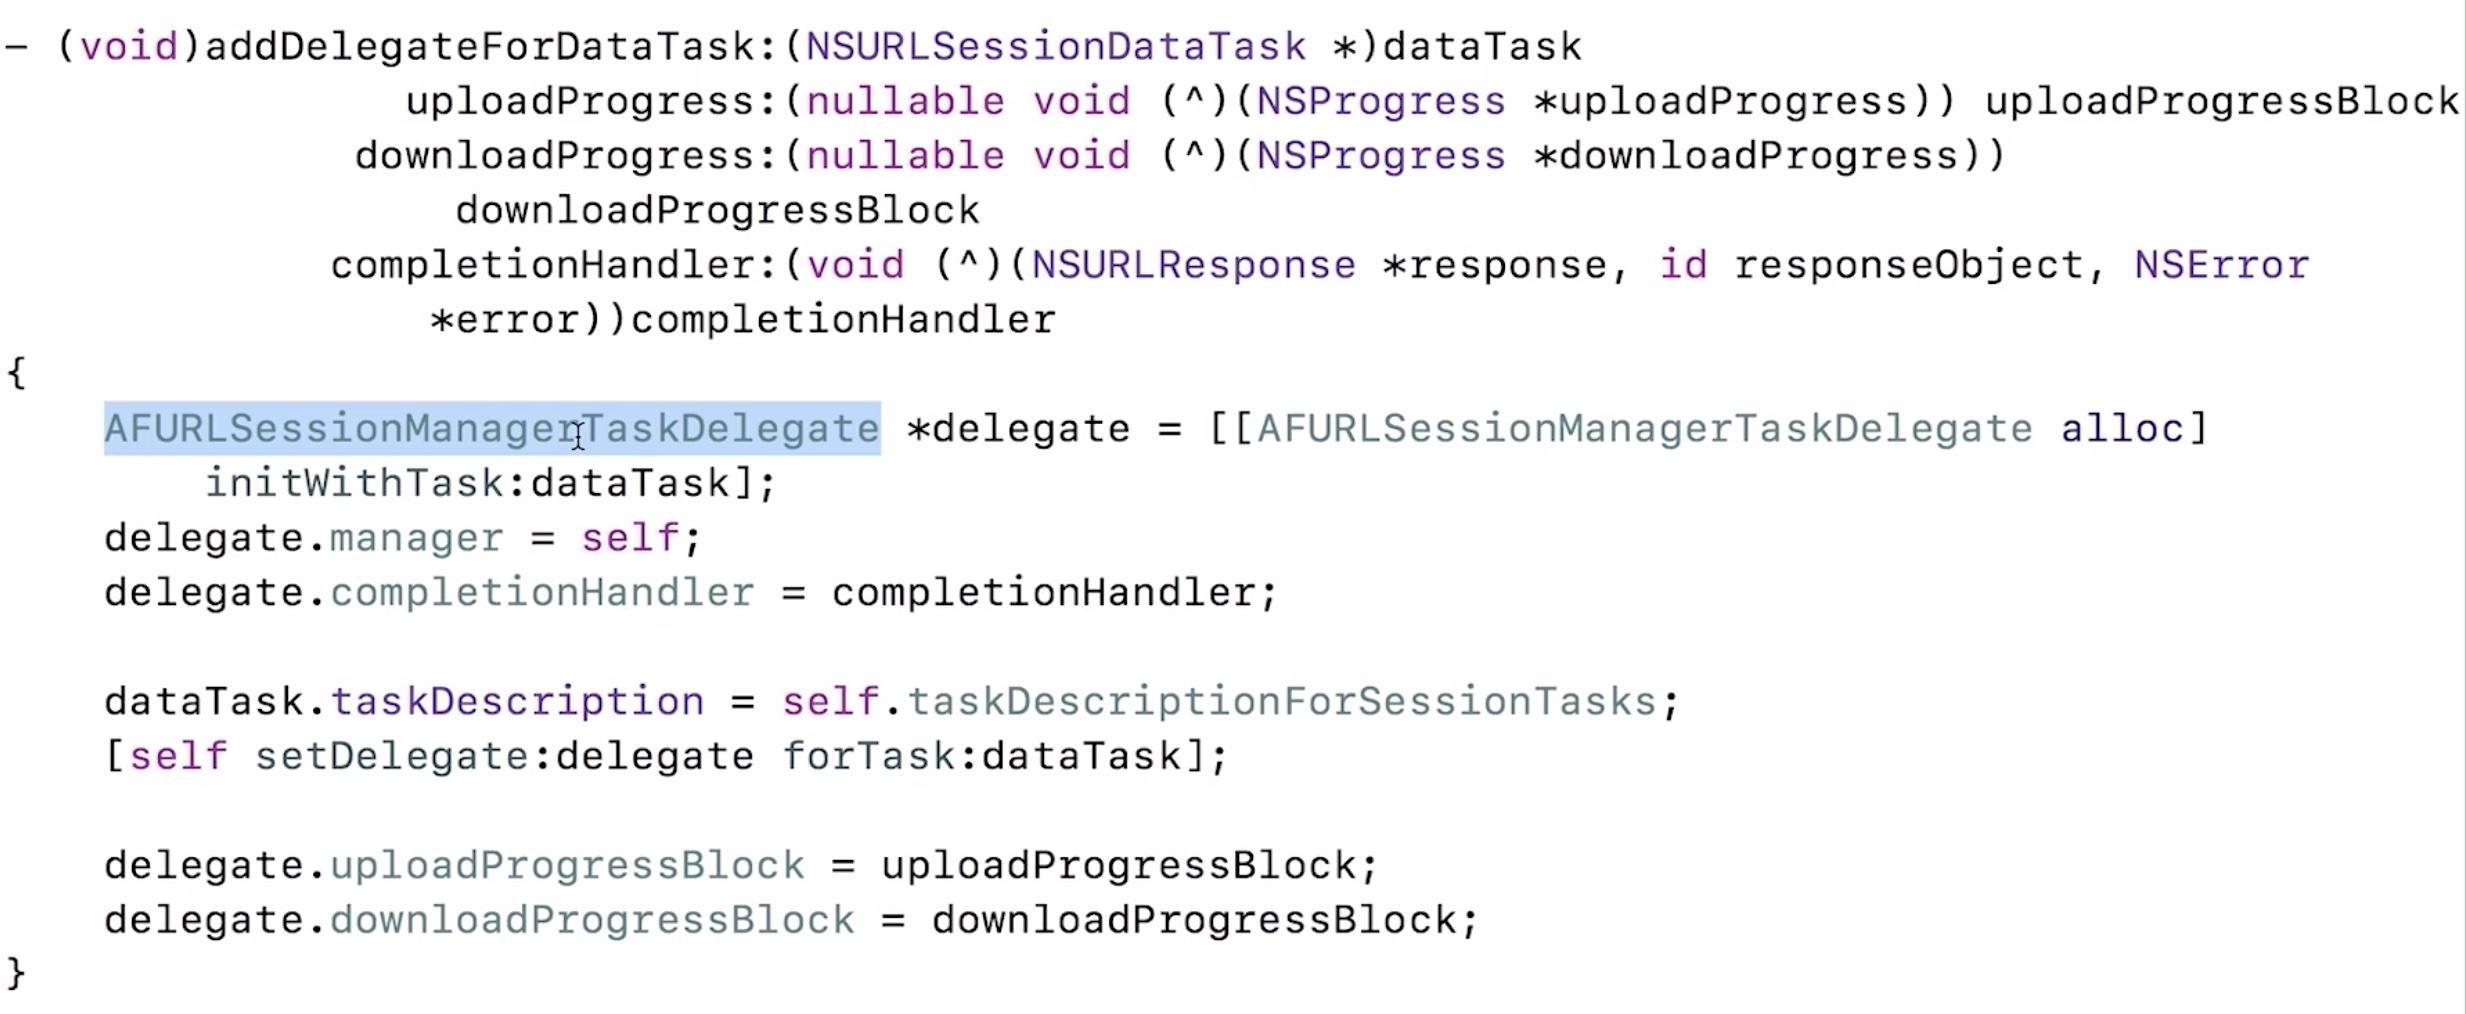 - (void)addDelegateForDataTask:(NSURLSessionDataTask *)dataTask
uploadProgress:(nullable void (^)(NSProgress *uploadProgress)) uploadProgressBlock
downloadProgress:(nullable void (^)(NSProgress *downloadProgress))
downloadProgressBlock
completionHandler:(void (^)(NSURLResponse *response, id responseObject, NSError
*error))completionHandler
{
AFURLSessionManagerTaskDelegate *delegate = [[AFURLSessionManagerTaskDelegate alloc]
initWithTask:dataTask];
delegate.manager = self;
delegate.completionHandler = completionHandler;
dataTask.taskDescription = self.taskDescriptionForSessionTasks;
[self setDelegate:delegate forTask:dataTask];
delegate.uploadProgressBlock = uploadProgressBlock;
delegate.downloadProgressBlock = downloadProgressBlock;
}